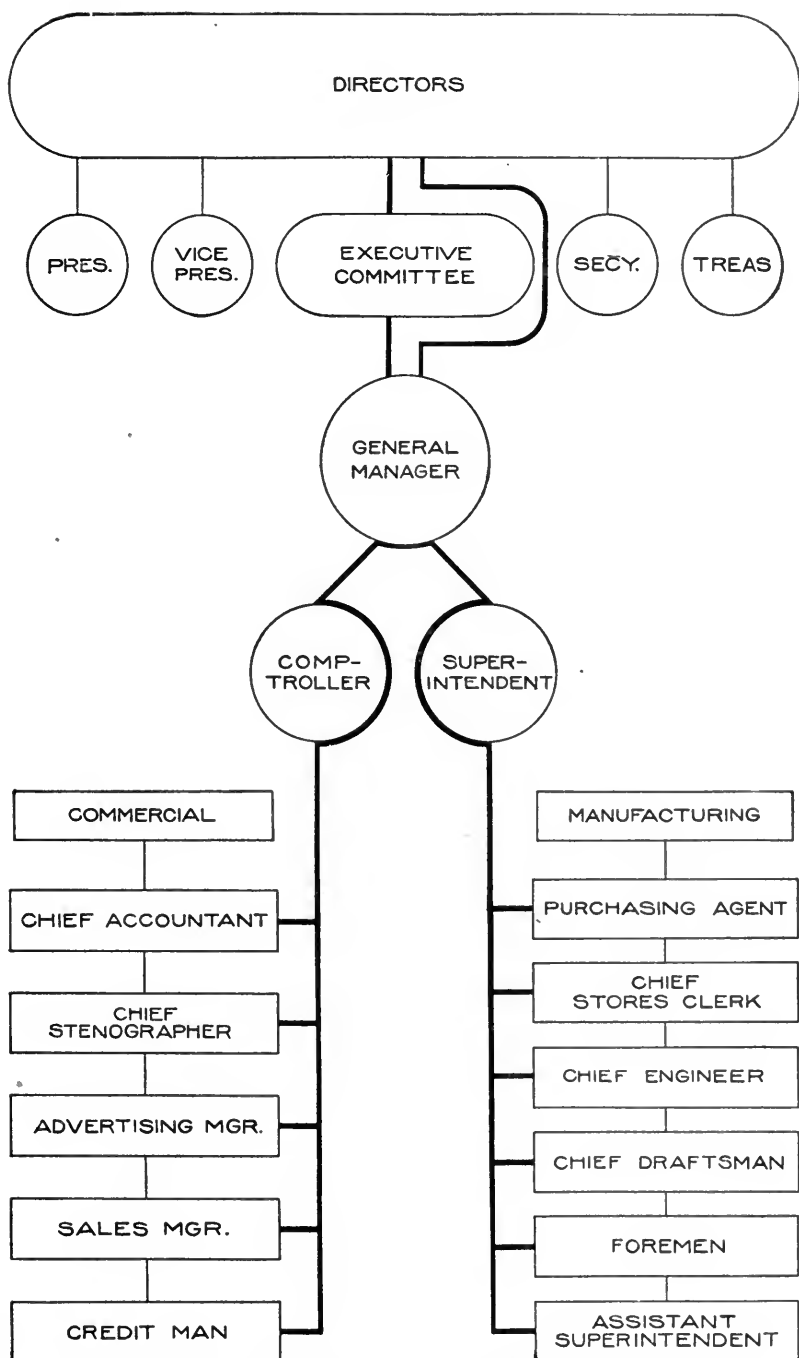 DIRECTORS
PRES.
VICE
PRES.
EXECUTIVE
COMMITTEE
SECY.
TREAS
GENERAL
MANAGER
COMP-
TROLLER
SUPER-
INTENDENT
COMMERCIAL
CHIEF ACCOUNTANT
CHIEF
STENOGRAPHER
ADVERTISING MGR.
SALES MGR.
CREDIT MAN
MANUFACTURING
PURCHASING AGENT
CHIEF
STORES CLERK
CHIEF ENGINEER
CHIEF DRAFTSMAN
FOREMEN
ASSISTANT
SUPERINTENDENT